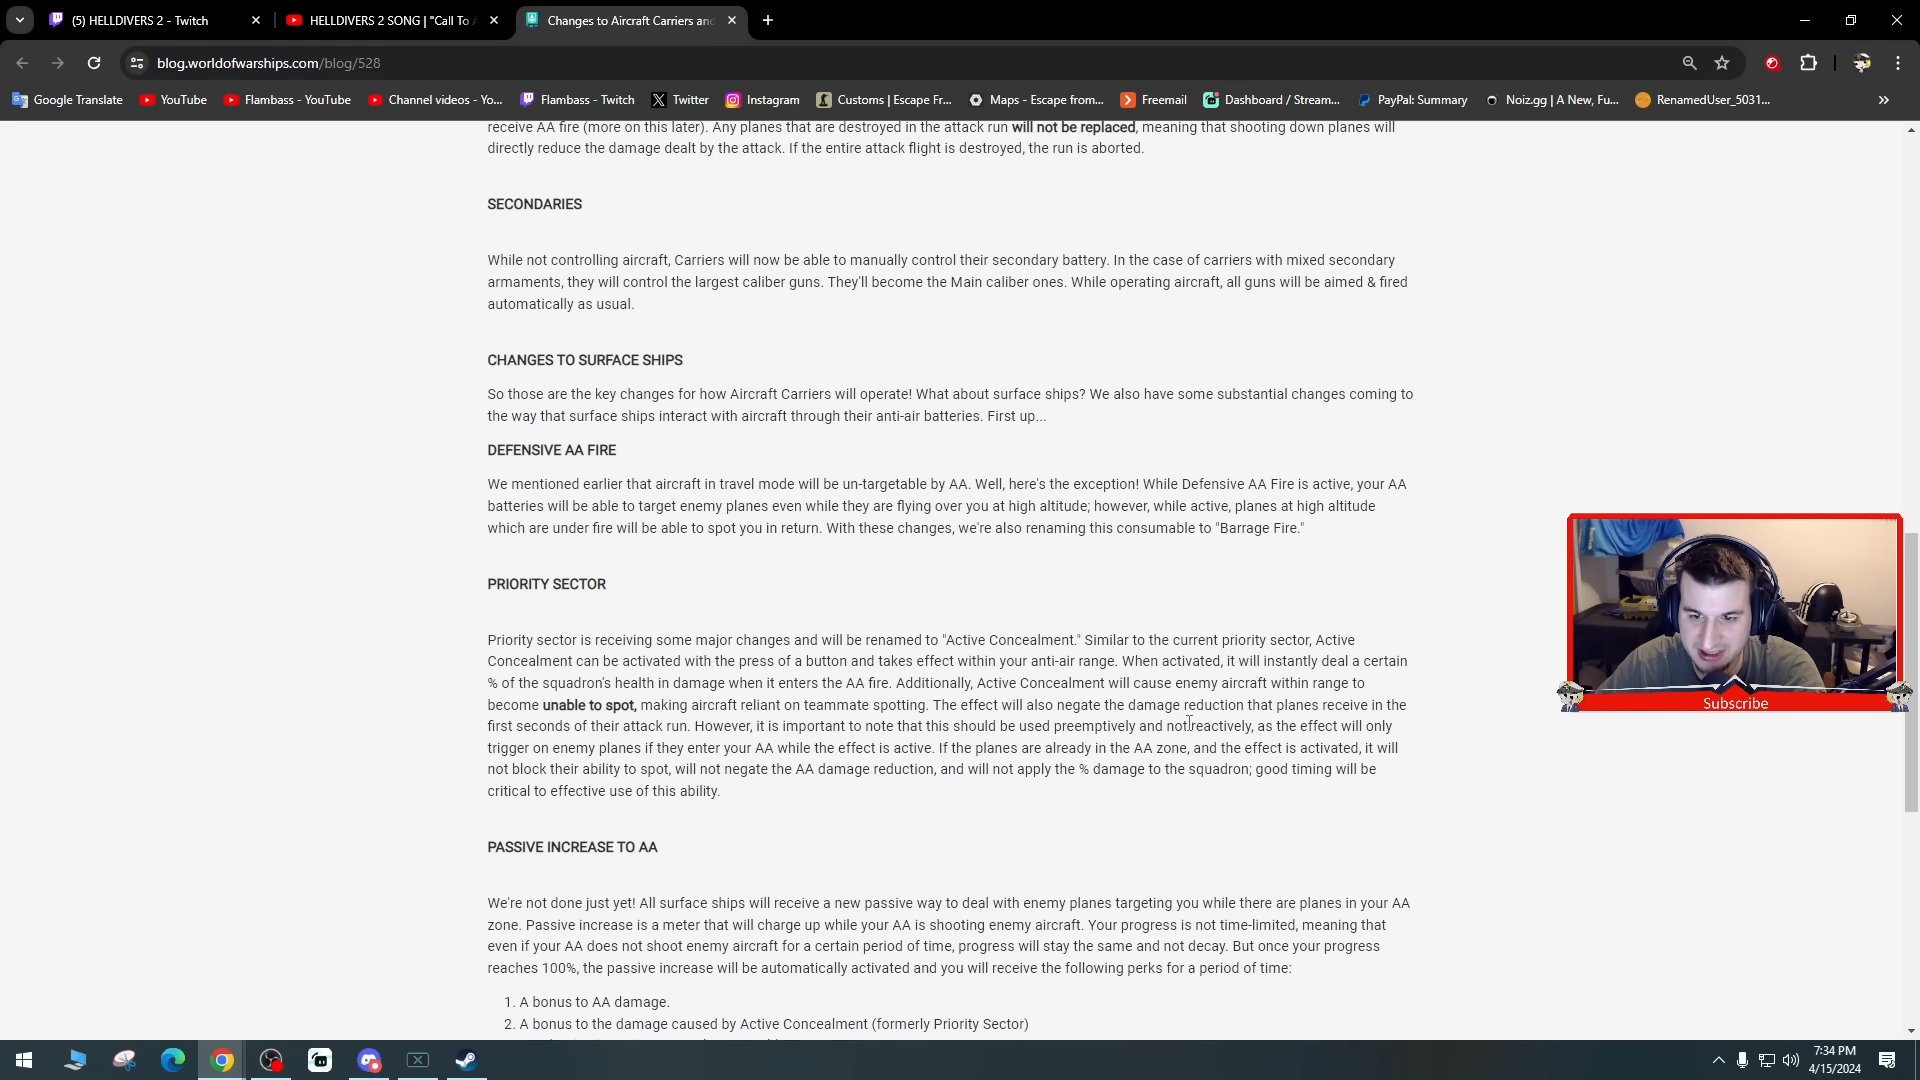 (5) HELLDIVERS 2 - Twitch
HELLDIVERS 2 SONG | "Call To
Changes to Aircraft Carriers and
blog.worldofwarships.com/blog/528
Google Translate
YouTube
Flambass - YouTube
Channel videos - Yo...
Flambass - Twitch
Twitter
Instagram
Customs | Escape Fr...
Maps - Escape from...
Freemail
Dashboard / Stream...
PayPal: Summary
Noiz.gg | A New, Fu...
RenamedUser_5031...
receive AA fire (more on this later). Any planes that are destroyed in the attack run will not be replaced, meaning that shooting down planes will
directly reduce the damage dealt by the attack. If the entire attack flight is destroyed, the run is aborted.
SECONDARIES
While not controlling aircraft, Carriers will now be able to manually control their secondary battery. In the case of carriers with mixed secondary
armaments, they will control the largest caliber guns. They'll become the Main caliber ones. While operating aircraft, all guns will be aimed & fired
automatically as usual.
CHANGES TO SURFACE SHIPS
So those are the key changes for how Aircraft Carriers will operate! What about surface ships? We also have some substantial changes coming to
the way that surface ships interact with aircraft through their anti-air batteries. First up...
DEFENSIVE AA FIRE
We mentioned earlier that aircraft in travel mode will be un-targetable by AA. Well, here's the exception! While Defensive AA Fire is active, your AA
batteries will be able to target enemy planes even while they are flying over you at high altitude; however, while active, planes at high altitude
which are under fire will be able to spot you in return. With these changes, we're also renaming this consumable to "Barrage Fire."
PRIORITY SECTOR
Priority sector is receiving some major changes and will be renamed to "Active Concealment." Similar to the current priority sector, Active
Concealment can be activated with the press of a button and takes effect within your anti-air range. When activated, it will instantly deal a certain
% of the squadron's health in damage when it enters the AA fire. Additionally, Active Concealment will cause enemy aircraft within range to
become unable to spot, making aircraft reliant on teammate spotting. The effect will also negate the damage reduction that planes receive in the
first seconds of their attack run. However, it is important to note that this should be used preemptively and not reactively, as the effect will only
trigger on enemy planes if they enter your AA while the effect is active. If the planes are already in the AA zone, and the effect is activated, it will
not block their ability to spot, will not negate the AA damage reduction, and will not apply the % damage to the squadron; good timing will be
critical to effective use of this ability.
Subscribe
PASSIVE INCREASE TO AA
We're not done just yet! All surface ships will receive a new passive way to deal with enemy planes targeting you while there are planes in your AA
zone. Passive increase is a meter that will charge up while your AA is shooting enemy aircraft. Your progress is not time-limited, meaning that
even if your AA does not shoot enemy aircraft for a certain period of time, progress will stay the same and not decay. But once your progress
reaches 100%, the passive increase will be automatically activated and you will receive the following perks for a period of time:
1. A bonus to AA damage.
2. A bonus to the damage caused by Active Concealment (formerly Priority Sector)
7:34 PM
4/15/2024